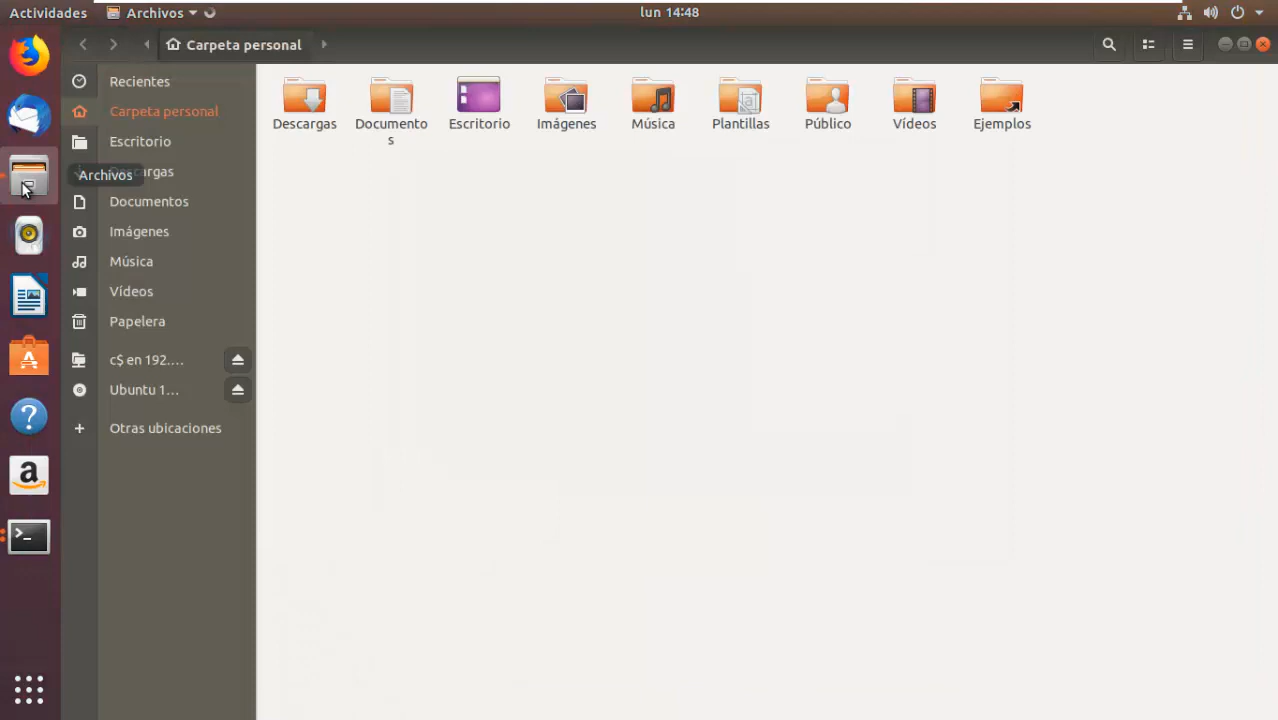 Actividades
Archivos
lun 14:48
Carpeta personal
Recientes
Carpeta personal
Escritorio
Archivos
cargas
Documentos
Imágenes
Música
Vídeos
Papelera
c$ en 192....
Ubuntu 1...
Otras ubicaciones
Descargas
Documento
s
Escritorio
Imágenes
Música
Plantillas
Público
Vídeos
Ejemplos